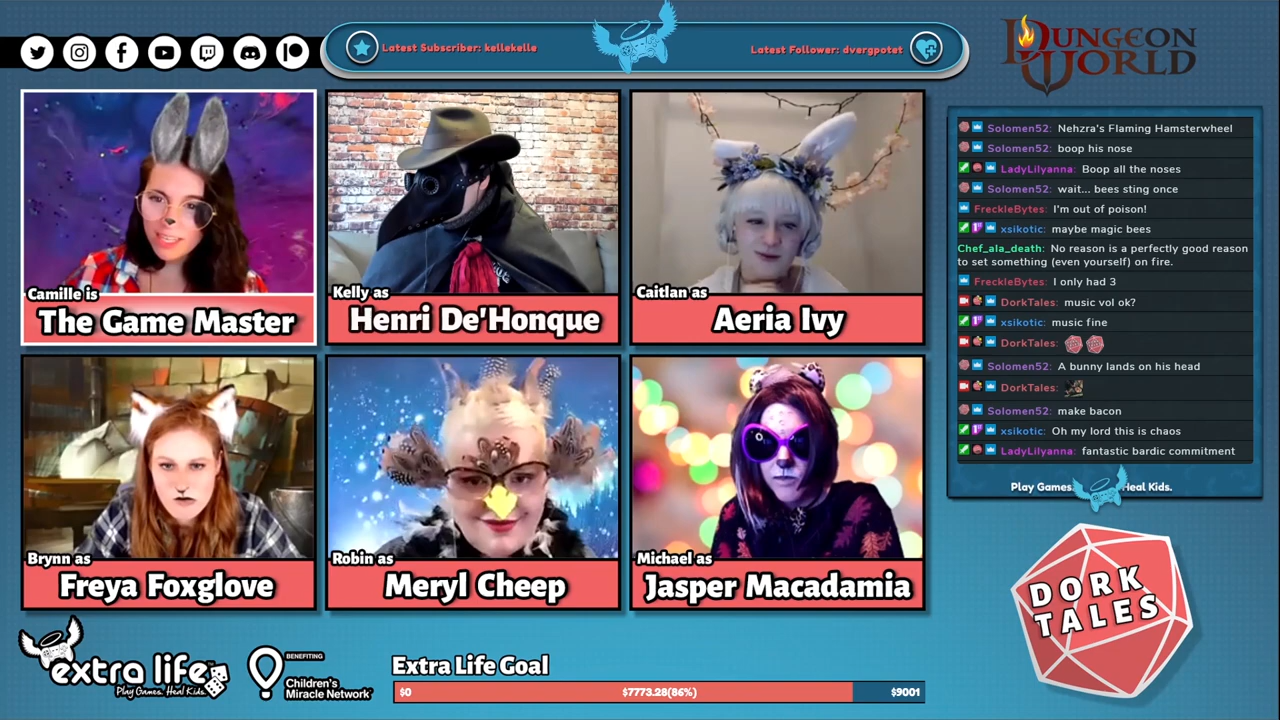 Latest Subscriber: kellekelle
Latest Follower: dvergpotet
DUNGEON
WORLD
Camille is
The Game Master
Kelly as
Henri De'Honque
Caitlan as
Aeria Ivy
Brynn as
Freya Foxglove
Robin as
Meryl Cheep
Michael as
Jasper Macadamia
Solomen52: Nehzra's Flaming Hamsterwheel
Solomen52: boop his nose
LadyLilyanna: Boop all the noses
Solomen52: wait... bees sting once
FreckleBytes: I'm out of poison!
xsikotic: maybe magic bees
Chef_ala_death: No reason is a perfectly good reason
to set something (even yourself) on fire.
FreckleBytes: I only had 3
DorkTales: music vol ok?
xsikotic: music fine
DorkTales:
Solomen52: A bunny lands on his head
DorkTales:
Solomen52: make bacon
xsikotic: Oh my lord this is chaos
LadyLilyanna: fantastic bardic commitment
Play Games. Heal Kids.
DORK
TALES
extra life
Play Games. Heal Kids.
BENEFITING
Children's
Miracle Network
Extra Life Goal
$0
$7773.28(86%)
$9001